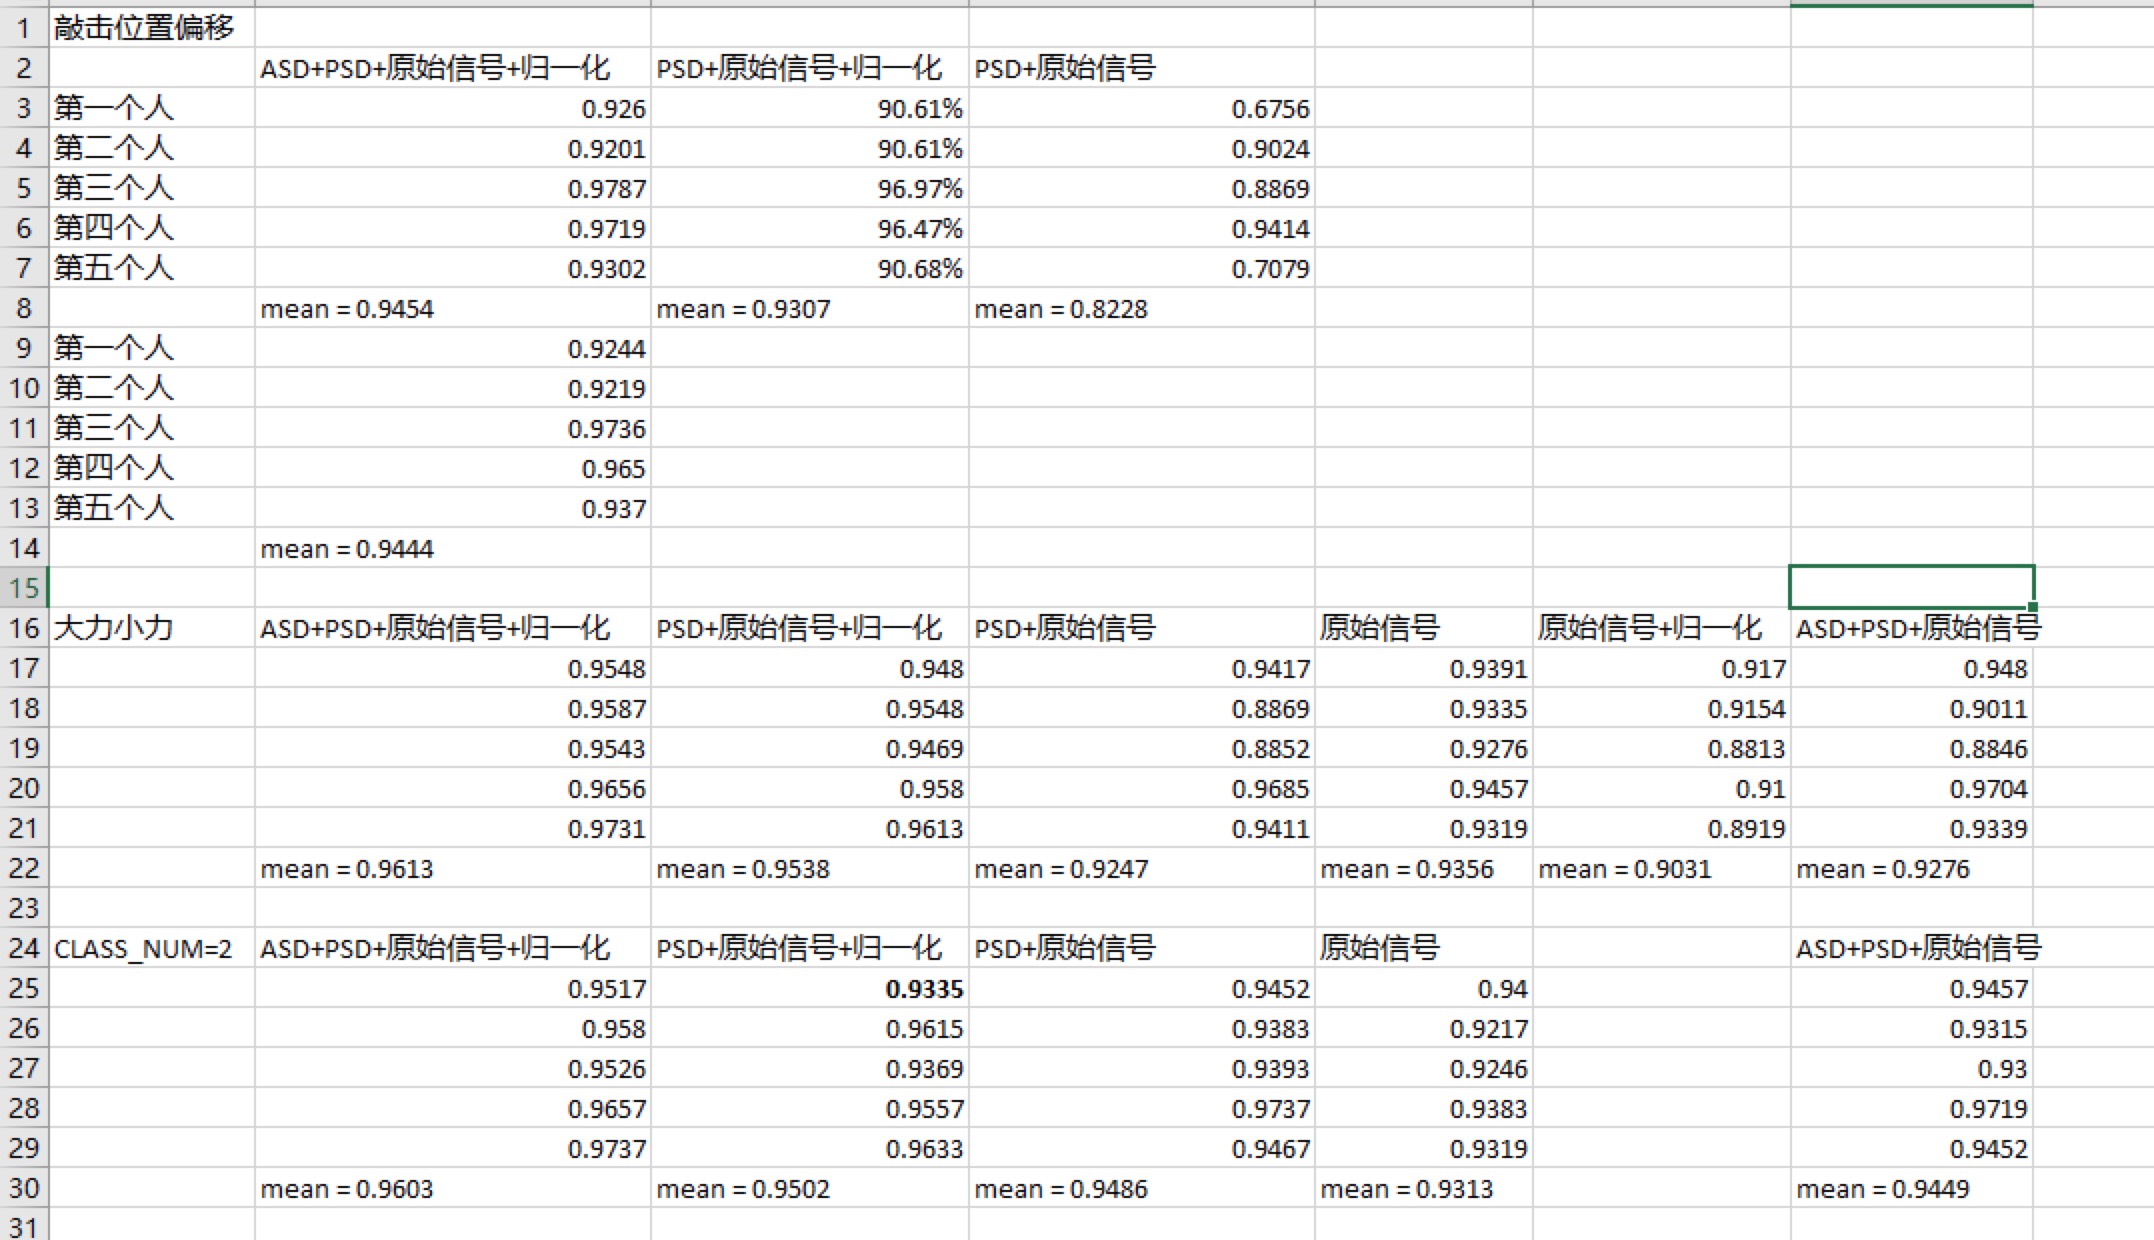 1 敲击位置偏移
2 ASD+PSD+原始信号+归一化 PSD+原始信号+归一化 PSD+原始信号
3 第一个人 0.926 90.61% 0.6756
4 第二个人 0.9201 90.61% 0.9024
5 第三个人 0.9787 96.97% 0.8869
6 第四个人 0.9719 96.47% 0.9414
7 第五个人 0.9302 90.68% 0.7079
8 mean = 0.9454 mean = 0.9307 mean = 0.8228
9 第一个人 0.9244
10 第二个人 0.9219
11 第三个人 0.9736
12 第四个人 0.965
13 第五个人 0.937
14 mean = 0.9444
15
16 大力小力 ASD+PSD+原始信号+归一化 PSD+原始信号+归一化 PSD+原始信号 原始信号 原始信号+归一化 ASD+PSD+原始信号
17 0.9548 0.948 0.9417 0.9391 0.917 0.948
18 0.9587 0.9548 0.8869 0.9335 0.9154 0.9011
19 0.9543 0.9469 0.8852 0.9276 0.8813 0.8846
20 0.9656 0.958 0.9685 0.9457 0.91 0.9704
21 0.9731 0.9613 0.9411 0.9319 0.8919 0.9339
22 mean = 0.9613 mean = 0.9538 mean = 0.9247 mean = 0.9356 mean = 0.9031 mean = 0.9276
23
24 CLASS_NUM=2 ASD+PSD+原始信号+归一化 PSD+原始信号+归一化 PSD+原始信号 原始信号 ASD+PSD+原始信号
25 0.9517 0.9335 0.9452 0.94 0.9457
26 0.958 0.9615 0.9383 0.9217 0.9315
27 0.9526 0.9369 0.9393 0.9246 0.93
28 0.9657 0.9557 0.9737 0.9383 0.9719
29 0.9737 0.9633 0.9467 0.9319 0.9452
30 mean = 0.9603 mean = 0.9502 mean = 0.9486 mean = 0.9313 mean = 0.9449
31